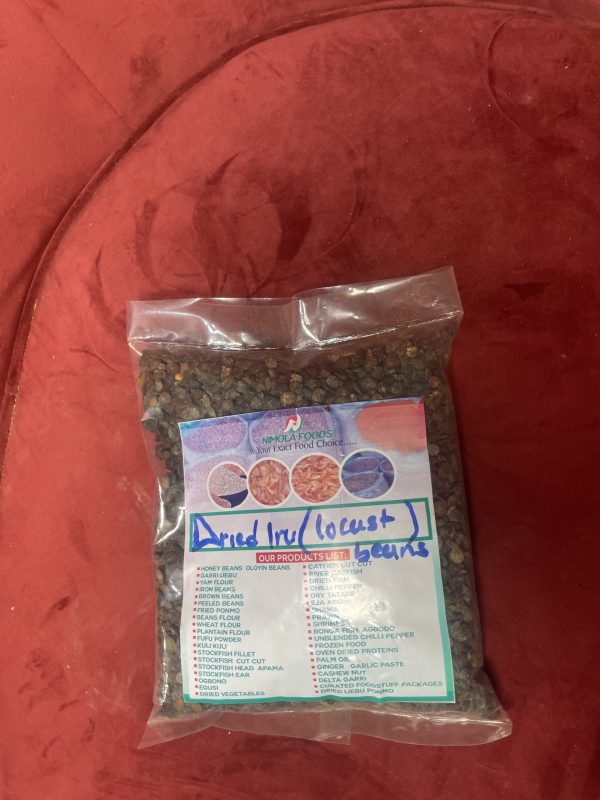 NIMOLA FOODS
....Your Exact Food Choice.....
Dried Iru (locust beans)
OUR PRODUCTS LIST:
HONEY BEANS OLDYIN BEANS
GARRI IJEBU
YAM FLOUR
IRON BEANS
BROWN BEANS
PEELED BEANS
FRIED PONMO
BEANS FLOUR
WHEAT FLOUR
PLANTAIN FLOUR
FUFU POWDER
KULI KULI
STOCKFISH FILLET
STOCKFISH CUT CUT
STOCKFISH HEAD APAMA
STOCKFISH EAR
OGBONO
EGUSI
DRIED VEGETABLES
CATFISH CUT CUT
RIVER CATFISH
DRIED FISH
CHILLI PEPPER
DRY TATASE
EJA
SHAWA
PRAWN
SHRIMPS
BONGA FISH, AGBODO
UNBLENDED CHILLI PEPPER
FROZEN FOOD
OVEN DRIED PROTEINS
PALM OIL
GINGER GARLIC PASTE
CASHEW NUT
DELTA GARRI
CURATED FOODSTUFF PACKAGES
DRIED IJEBU PONMO